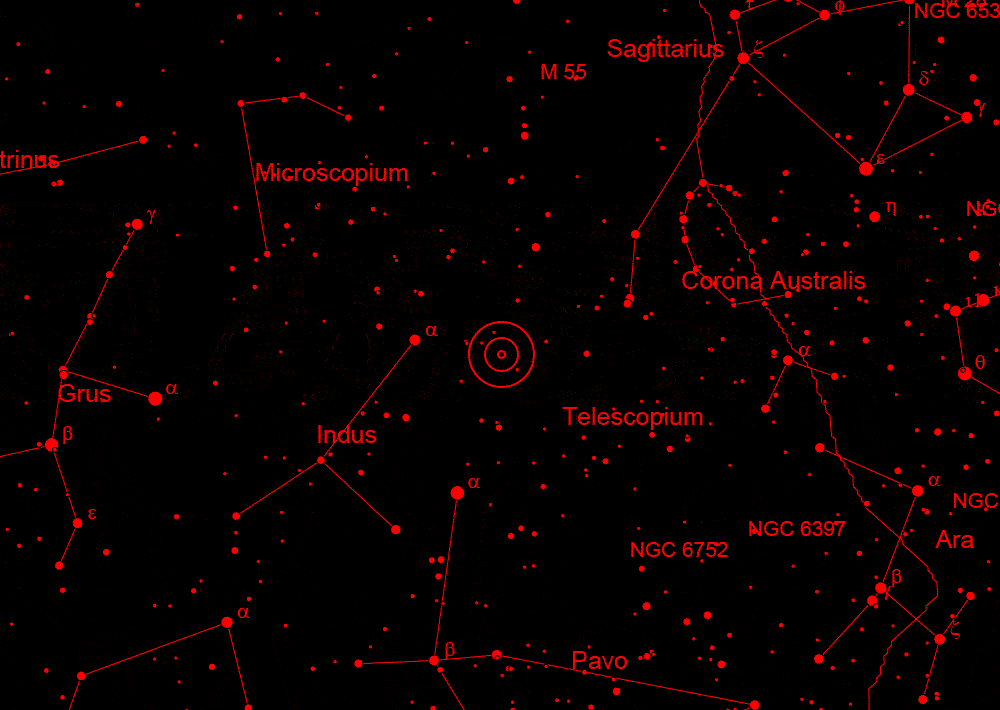 M 28
NGC 653
τ
φ
Sagittarius
ζ
M 55
δ
γ
trinus
Microscopium
ε
γ
η
NGC
Corona Australis
α
α
θ
α
Grus
Telescopium
β
Indus
α
α
NGC
ε
NGC 6397
Ara
NGC 6752
β
α
ζ
β
Pavo